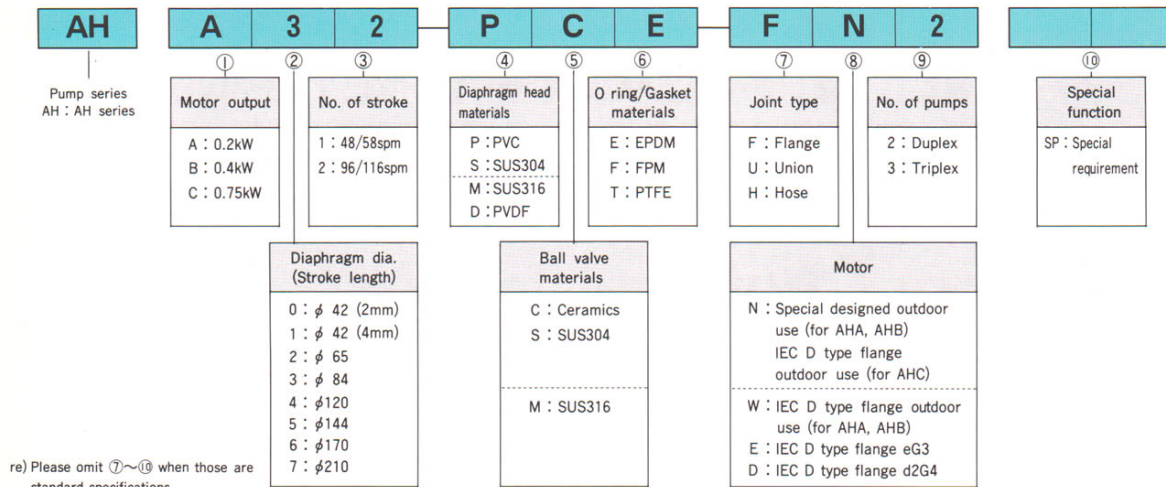 AH A 3 2 - P C E - F N 2
① ② ③ ④ ⑤ ⑥ ⑦ ⑧ ⑨ ⑩
Pump series
AH : AH series
Motor output
A : 0.2kW
B : 0.4kW
C : 0.75kW
No. of stroke
1 : 48/58spm
2 : 96/116spm
Diaphragm head
materials
P : PVC
S : SUS304
M : SUS316
D : PVDF
O ring/Gasket
materials
E : EPDM
F : FPM
T : PTFE
Joint type
F : Flange
U : Union
H : Hose
No. of pumps
2 : Duplex
3 : Triplex
Special
function
SP : Special
requirement
Diaphragm dia.
(Stroke length)
0 : φ 42 (2mm)
1 : φ 42 (4mm)
2 : φ 65
3 : φ 84
4 : φ120
5 : φ144
6 : φ170
7 : φ210
Ball valve
materials
C : Ceramics
S : SUS304
M : SUS316
Motor
N : Special designed outdoor
use (for AHA, AHB)
IEC D type flange
outdoor use (for AHC)
W : IEC D type flange outdoor
use (for AHA, AHB)
E : IEC D type flange eG3
D : IEC D type flange d2G4
re) Please omit ⑦~⑩ when those are
standard specifications